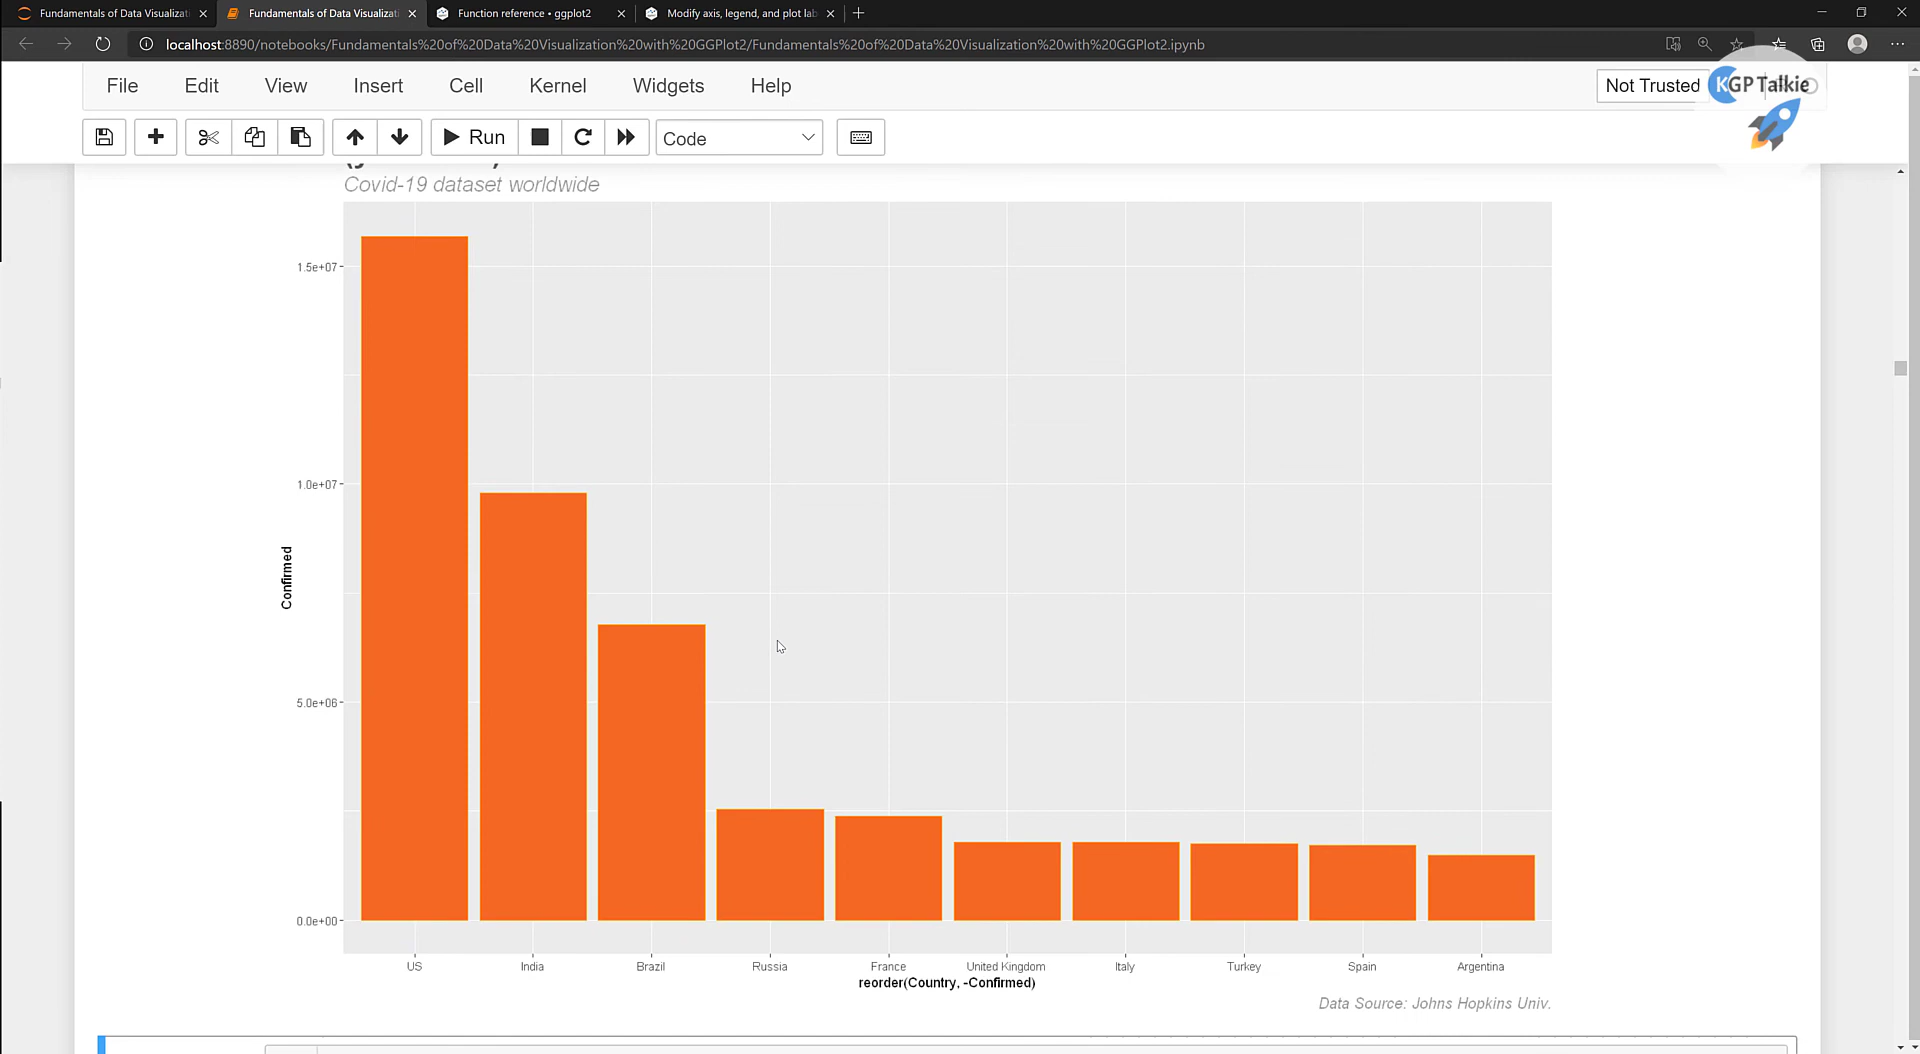 Fundamentals of Data Visualizati
Fundamentals of Data Visualizati
Function reference • ggplot2
Modify axis, legend, and plot lab
localhost:8890/notebooks/Fundamentals%20of%20Data%20Visualization%20with%20GGPlot2/Fundamentals%20of%20Data%20Visualization%20with%20GGPlot2.ipynb
File Edit View Insert Cell Kernel Widgets Help Not Trusted
KGP Talkie
Run Code
Covid-19 dataset worldwide
1.5e+07
1.0e+07
5.0e+06
0.0e+00
Confirmed
US India Brazil Russia France United Kingdom Italy Turkey Spain Argentina
reorder(Country, -Confirmed)
Data Source: Johns Hopkins Univ.